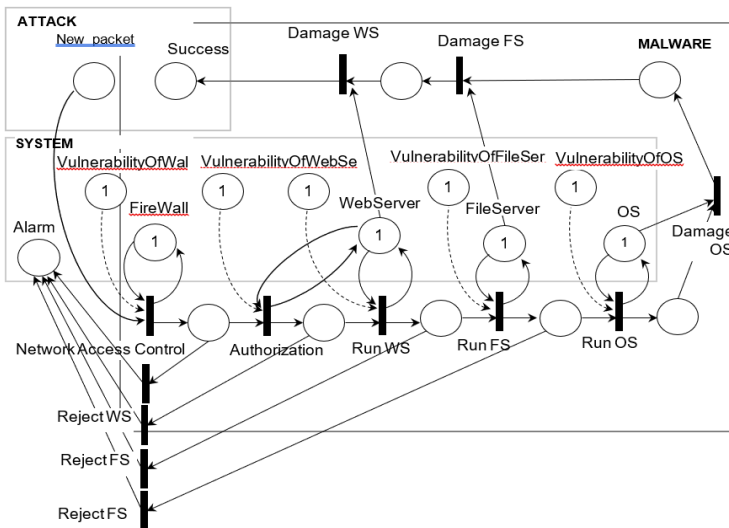 ATTACK
New packet
Success
Damage WS
Damage FS
MALWARE
SYSTEM
VulnerabilityOfWal
VulnerabilityOfWebSe
VulnerabilityOfFileSer
VulnerabilityOfOS
1
1
1
1
1
FireWall
WebServer
FileServer
OS
Alarm
1
1
1
1
Damage
OS
Network Access Control
Authorization
Run WS
Run FS
Run OS
Reject WS
Reject FS
Reject FS